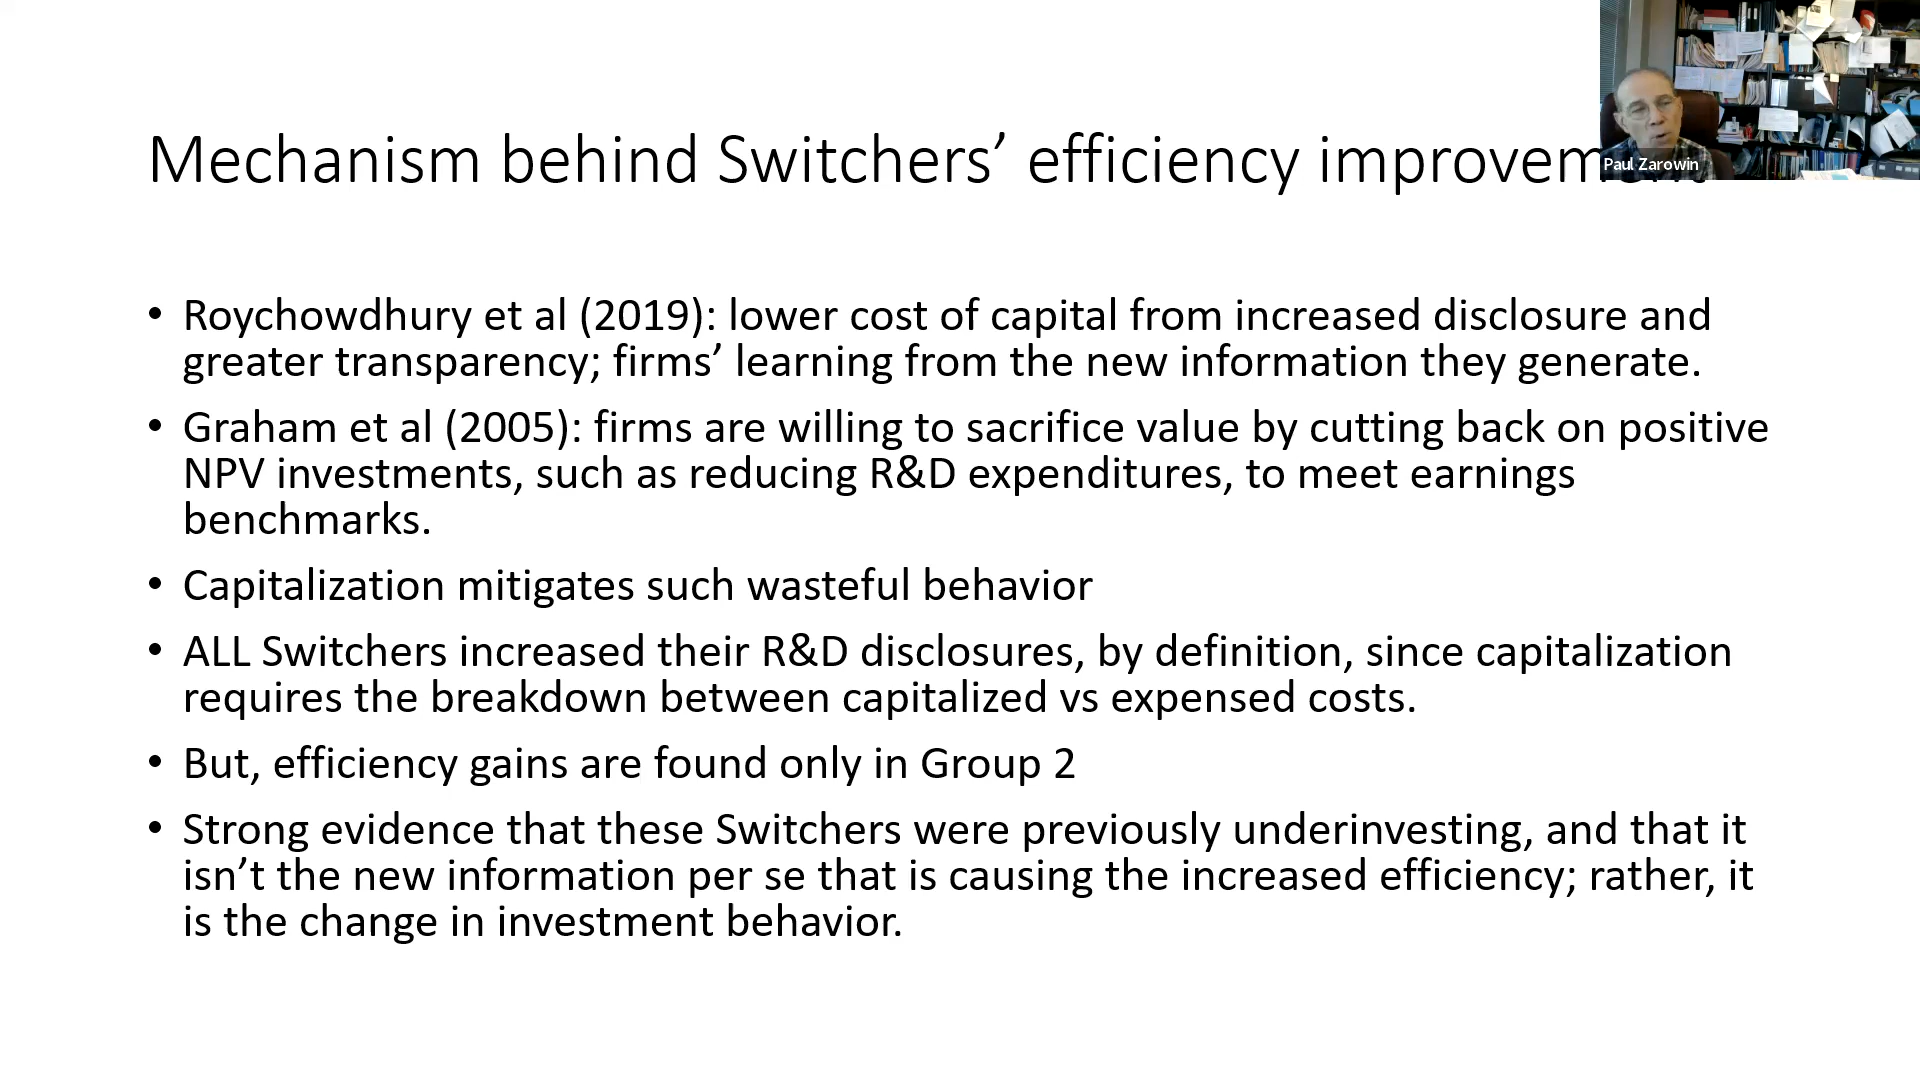 Mechanism behind Switchers’ efficiency improvement
Paul Zarowin
• Roychowdhury et al (2019): lower cost of capital from increased disclosure and
greater transparency; firms’ learning from the new information they generate.
• Graham et al (2005): firms are willing to sacrifice value by cutting back on positive
NPV investments, such as reducing R&D expenditures, to meet earnings
benchmarks.
• Capitalization mitigates such wasteful behavior
• ALL Switchers increased their R&D disclosures, by definition, since capitalization
requires the breakdown between capitalized vs expensed costs.
• But, efficiency gains are found only in Group 2
• Strong evidence that these Switchers were previously underinvesting, and that it
isn’t the new information per se that is causing the increased efficiency; rather, it
is the change in investment behavior.